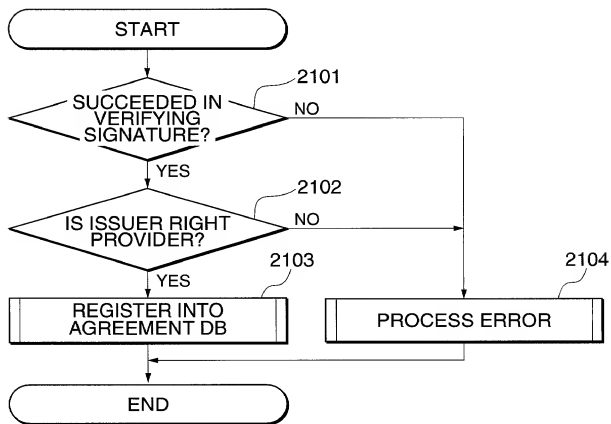 START
2101
SUCCEEDED IN
VERIFYING
SIGNATURE?
NO
YES
2102
IS ISSUER RIGHT
PROVIDER?
NO
YES
2103
REGISTER INTO
AGREEMENT DB
2104
PROCESS ERROR
END